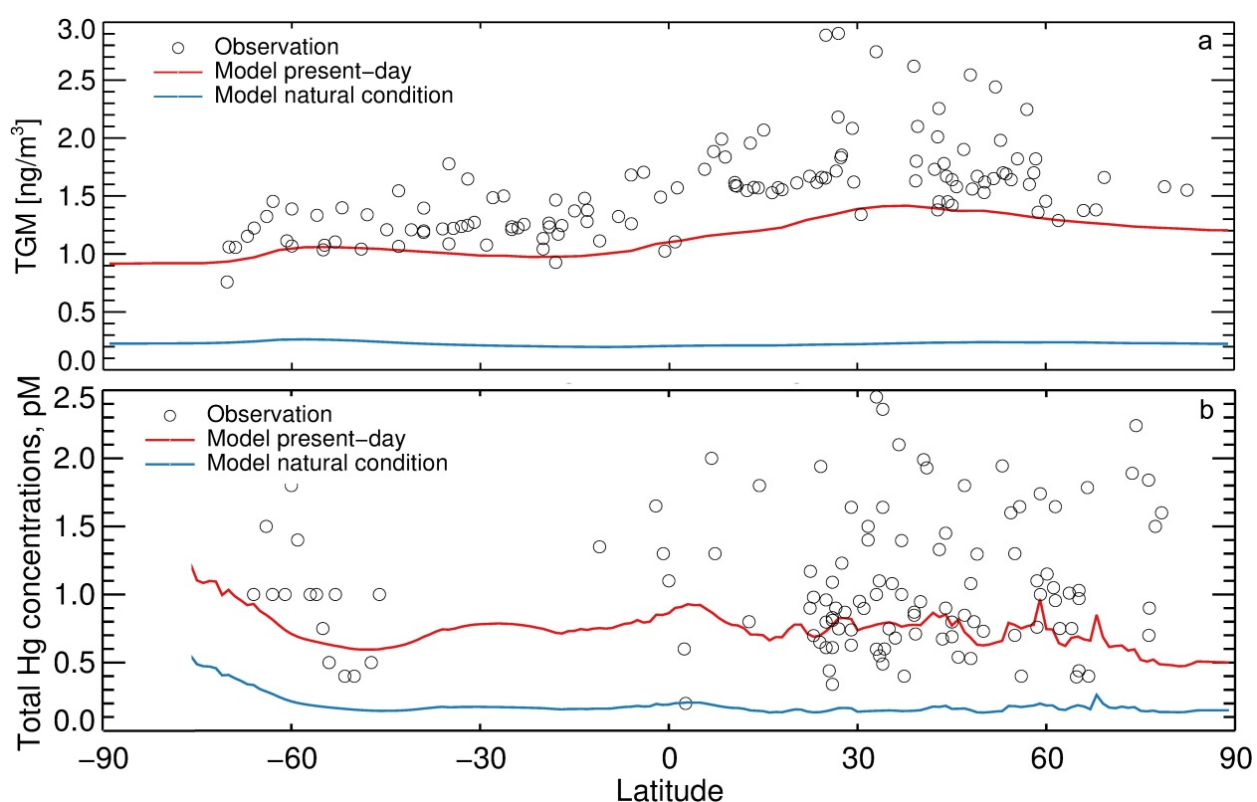 3.0
2.5
2.0
1.5
1.0
0.5
0.0
TGM [ng/m³]
Observation
Model present−day
Model natural condition
a
2.5
2.0
1.5
1.0
0.5
0.0
Total Hg concentrations, pM
Observation
Model present−day
Model natural condition
b
−90 −60 −30 0 30 60 90
Latitude